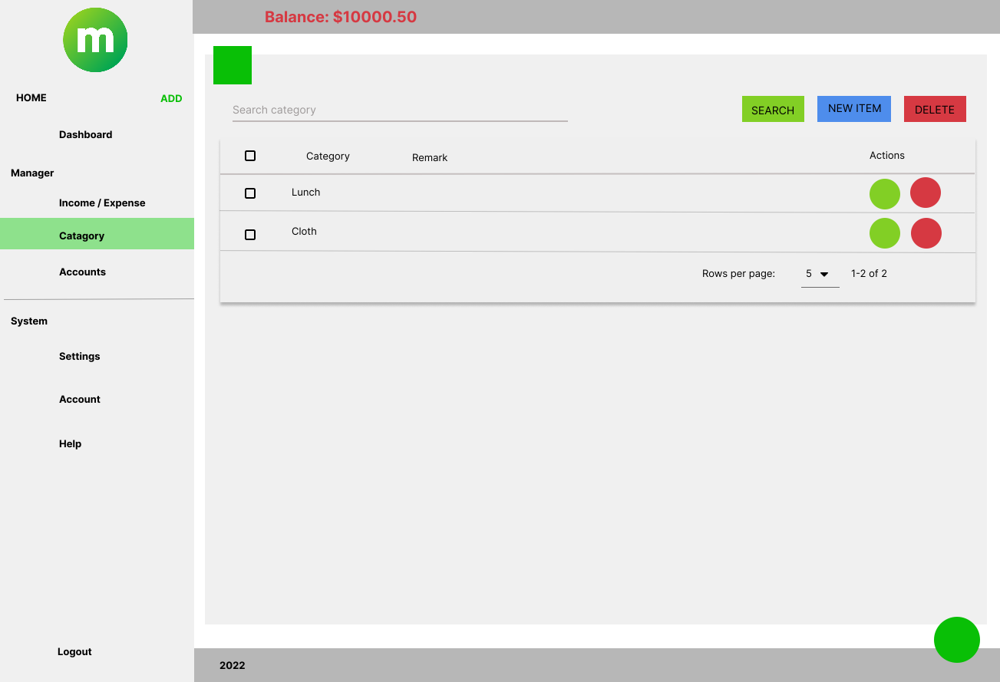 m
Balance: $10000.50
HOME
ADD
Dashboard
Manager
Income / Expense
Catagory
Accounts
System
Settings
Account
Help
Logout
Search category
SEARCH
NEW ITEM
DELETE
Category
Remark
Actions
Lunch
Cloth
Rows per page:
5
1-2 of 2
2022